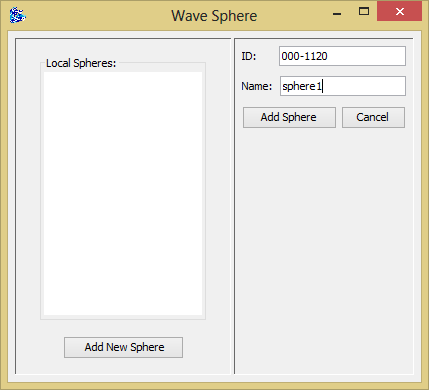 Wave Sphere
Local Spheres:
Add New Sphere
ID: 000-1120
Name: sphere1
Add Sphere Cancel